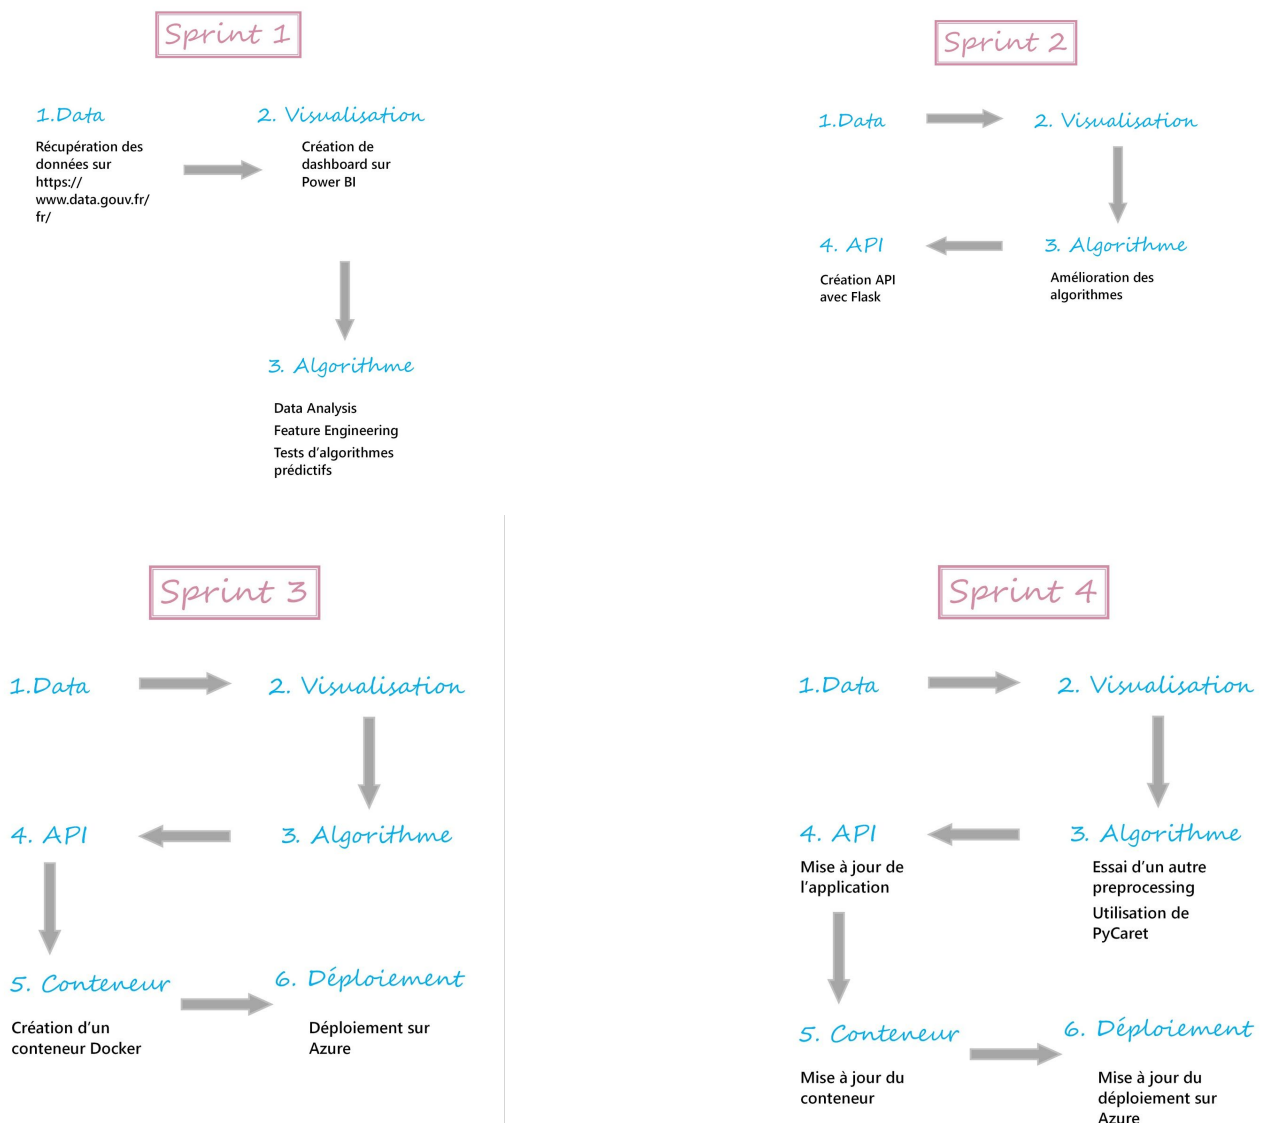 Sprint 1
1.Data
Récupération des
données sur
https://
www.data.gouv.fr/
fr/
2. Visualisation
Création de
dashboard sur
Power BI
3. Algorithme
Data Analysis
Feature Engineering
Tests d'algorithmes
prédictifs
Sprint 2
1.Data
2. Visualisation
3. Algorithme
Amélioration des
algorithmes
4. API
Création API
avec Flask
Sprint 3
1.Data
2. Visualisation
3. Algorithme
4. API
5. Conteneur
Création d'un
conteneur Docker
6. Déploiement
Déploiement sur
Azure
Sprint 4
1.Data
2. Visualisation
3. Algorithme
Essai d'un autre
preprocessing
Utilisation de
PyCaret
4. API
Mise à jour de
l'application
5. Conteneur
Mise à jour du
conteneur
6. Déploiement
Mise à jour du
déploiement sur
Azure